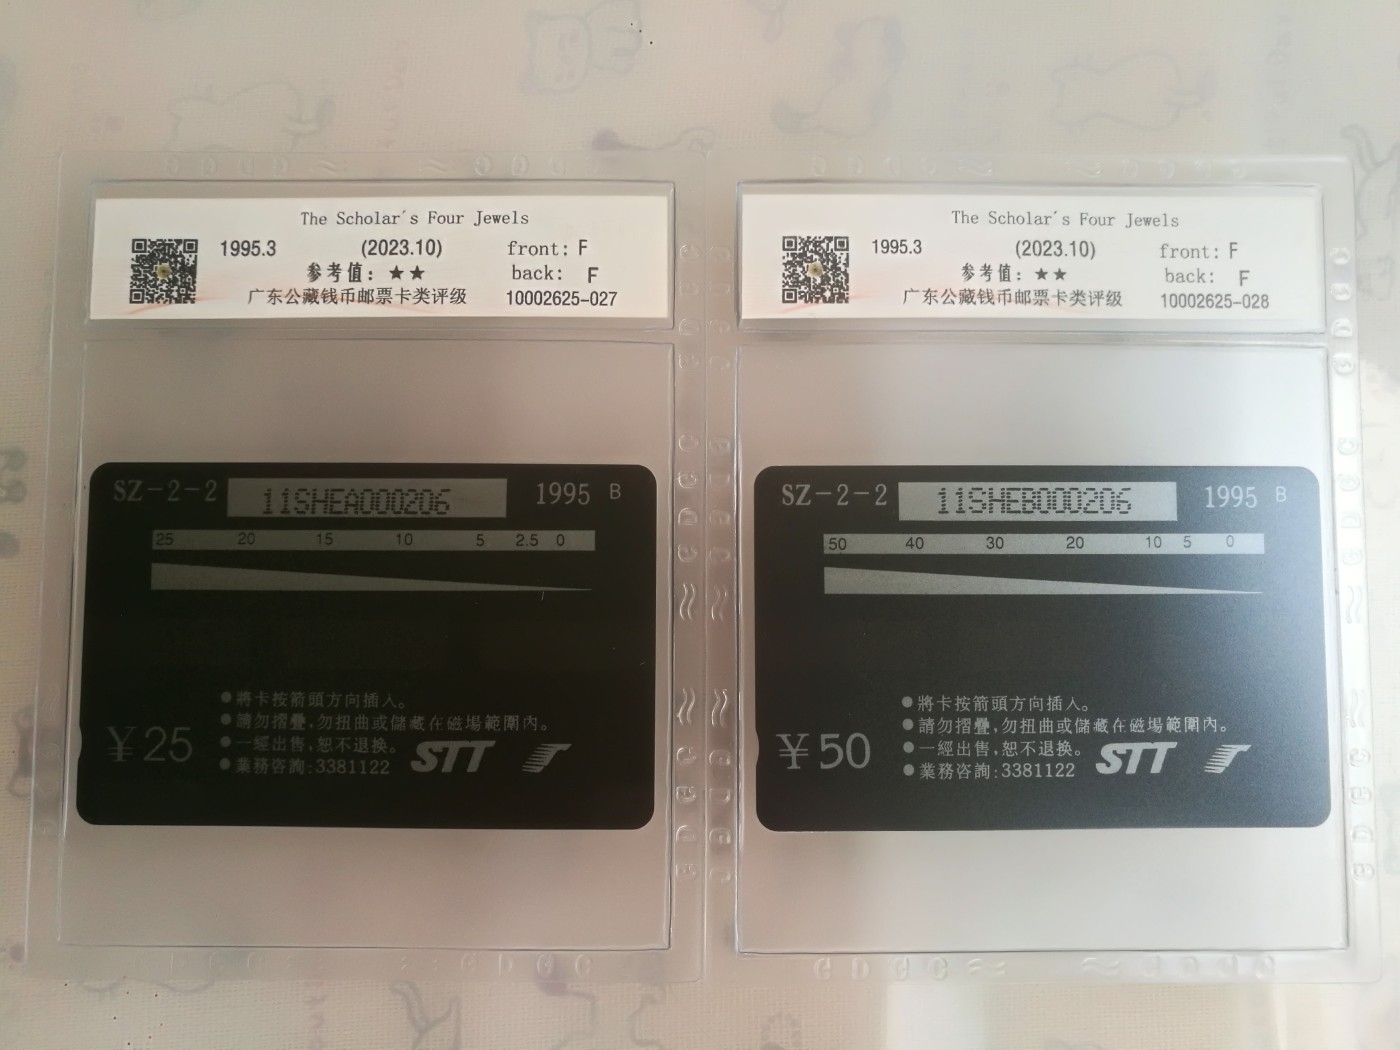 The Scholar´s Four Jewels
1995.3 (2023.10) front: F
参考值：★★ back: F
广东公藏钱币邮票卡类评级 10002625-027
SZ-2-2 11SHEA000206 1995 B
25 20 15 10 5 2.5 0
●將卡按箭頭方向插入。
●請勿摺疊,勿扭曲或儲藏在磁場範圍內。
●一經出售,恕不退换。
●業務咨詢:3381122
¥25
STT
The Scholar´s Four Jewels
1995.3 (2023.10) front: F
参考值：★★ back: F
广东公藏钱币邮票卡类评级 10002625-028
SZ-2-2 11SHEB000206 1995 B
50 40 30 20 10 5 0
●將卡按箭頭方向插入。
●請勿摺疊,勿扭曲或儲藏在磁場範圍內。
●一經出售,恕不退换。
●業務咨詢:3381122
¥50
STT